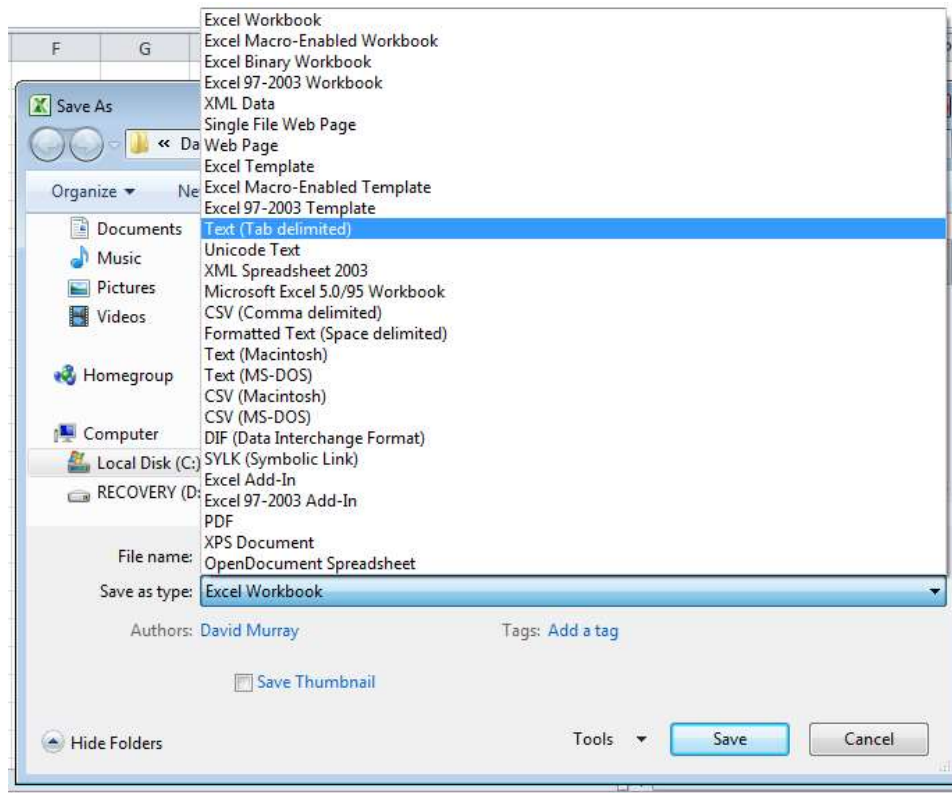 Excel Workbook
Excel Macro-Enabled Workbook
F G
Excel Binary Workbook
Excel 97-2003 Workbook
Save As
XML Data
Single File Web Page
« Da
Web Page
Excel Template
Organize
Excel Macro-Enabled Template
Excel 97-2003 Template
Documents
Text (Tab delimited)
Unicode Text
Music
XML Spreadsheet 2003
Pictures
Microsoft Excel 5.0/95 Workbook
Videos
CSV (Comma delimited)
Formatted Text (Space delimited)
Text (Macintosh)
Homegroup
Text (MS-DOS)
CSV (Macintosh)
CSV (MS-DOS)
Computer
DIF (Data Interchange Format)
Local Disk (C:)
SYLK (Symbolic Link)
Excel Add-In
RECOVERY (D:
Excel 97-2003 Add-In
PDF
XPS Document
File name:
OpenDocument Spreadsheet
Save as type: Excel Workbook
Authors: David Murray Tags: Add a tag
Save Thumbnail
Hide Folders Tools Save Cancel